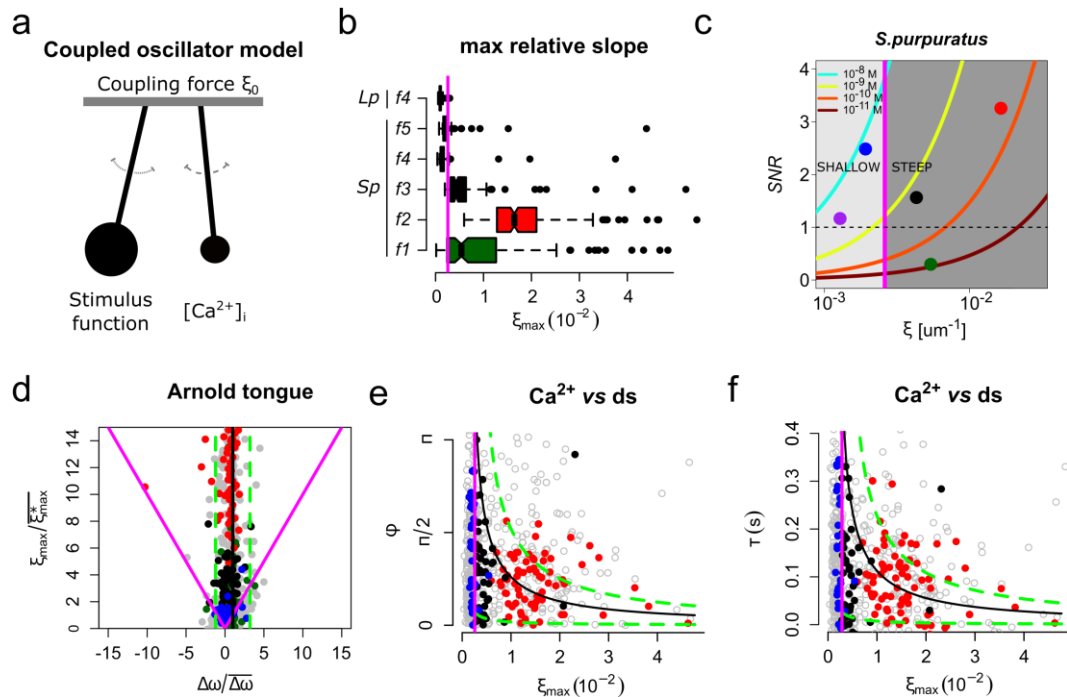 a
Coupled oscillator model
Coupling force ξ0
Stimulus
function
[Ca2+]i
b
max relative slope
Lp
f4
f5
f4
Sp
f3
f2
f1
0 1 2 3 4
ξmax (10-2)
c
S.purpuratus
SNR
4
3
2
1
0
10-8 M
10-9 M
10-10 M
10-11 M
SHALLOW
STEEP
10-3
10-2
ξ [um-1]
d
Arnold tongue
ξmax/ξ*max
14
12
10
8
6
4
2
0
-15 -10 -5 0 5 10 15
Δω/Δω
e
Ca2+ vs ds
φ
π
π/2
0
0 1 2 3 4
ξmax (10-2)
f
Ca2+ vs ds
τ (s)
0.4
0.3
0.2
0.1
0.0
0 1 2 3 4
ξmax (10-2)